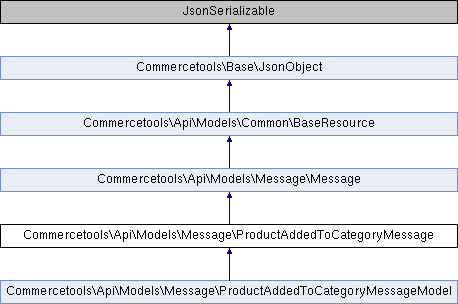 JsonSerializable
Commercetools\Base\JsonObject
Commercetools\Api\Models\Common\BaseResource
Commercetools\Api\Models\Message\Message
Commercetools\Api\Models\Message\ProductAddedToCategoryMessage
Commercetools\Api\Models\Message\ProductAddedToCategoryMessageModel